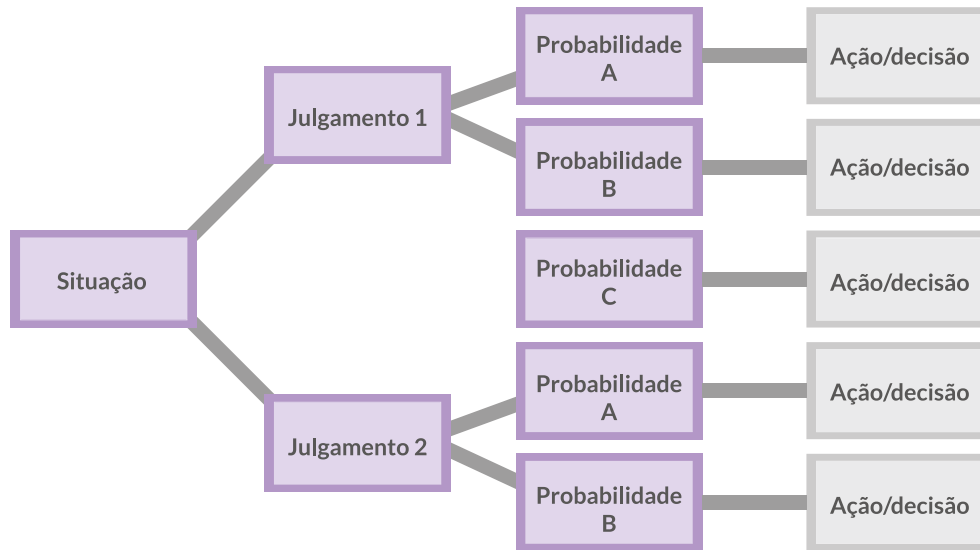 Probabilidade
A
Ação/decisão
Julgamento 1
Probabilidade
B
Ação/decisão
Situação
Probabilidade
C
Ação/decisão
Probabilidade
A
Ação/decisão
Julgamento 2
Probabilidade
B
Ação/decisão